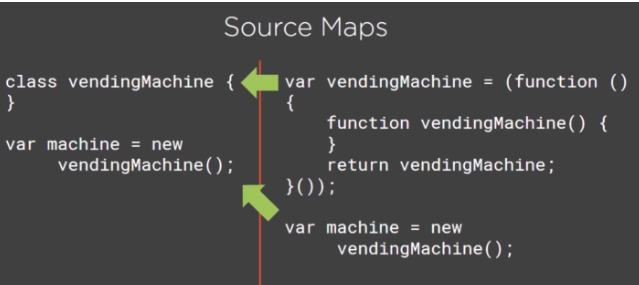 Source Maps
class vendingMachine {
}
var machine = new
vendingMachine();
var vendingMachine = (function ()
{
function vendingMachine() {
}
return vendingMachine;
}());
var machine = new
vendingMachine();